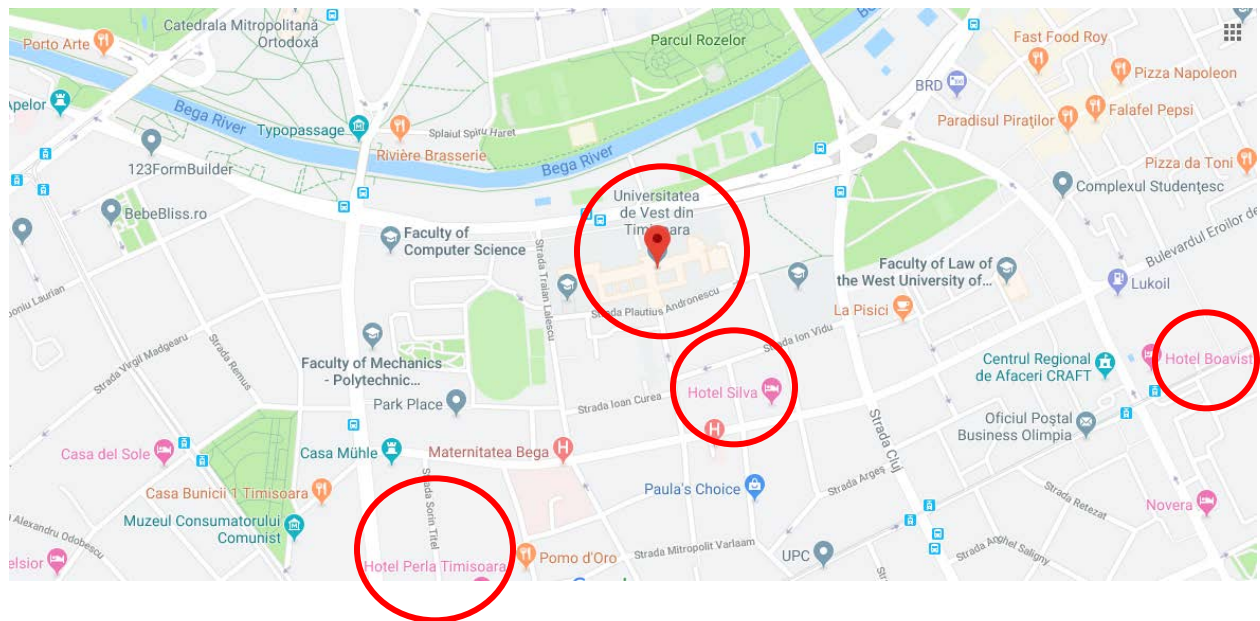 Catedrala Mitropolitană
Ortodoxă
Porto Arte
Parcul Rozelor
Fast Food Roy
BRD
Pizza Napoleon
Apelor
Bega River
Typopassage
Splaiul Spiru Haret
Rivière Brasserie
Paradisul Piraților
Falafel Pepsi
123FormBuilder
Bega River
Pizza da Toni
Complexul Studențesc
BebeBliss.ro
Universitatea
de Vest din
Timișoara
Faculty of
Computer Science
Strada Traian Lalescu
Bulevardul Eroilor de
Faculty of Law of
the West University of...
Lukoil
Laurian
Strada Plautius Andronescu
La Pisici
Strada Virgil Madgearu
Strada Remus
Strada Ion Vidu
Faculty of Mechanics
- Polytechnic...
Centrul Regional
de Afaceri CRAFT
Hotel Boavist
Park Place
Strada Ioan Curea
Hotel Silva
Oficiul Poștal
Business Olimpia
Strada Cluj
Casa del Sole
Casa Mühle
Maternitatea Bega
H
H
Strada Sorin Titel
Casa Bunicii 1 Timisoara
Paula's Choice
Strada Argeș
Strada Retezat
Novera
Muzeul Consumatorului
Comunist
Alexandru Odobescu
elsior
Hotel Perla Timisoara
Pomo d'Oro
Strada Mitropolit Varlaam
UPC
Strada Anghel Saligny